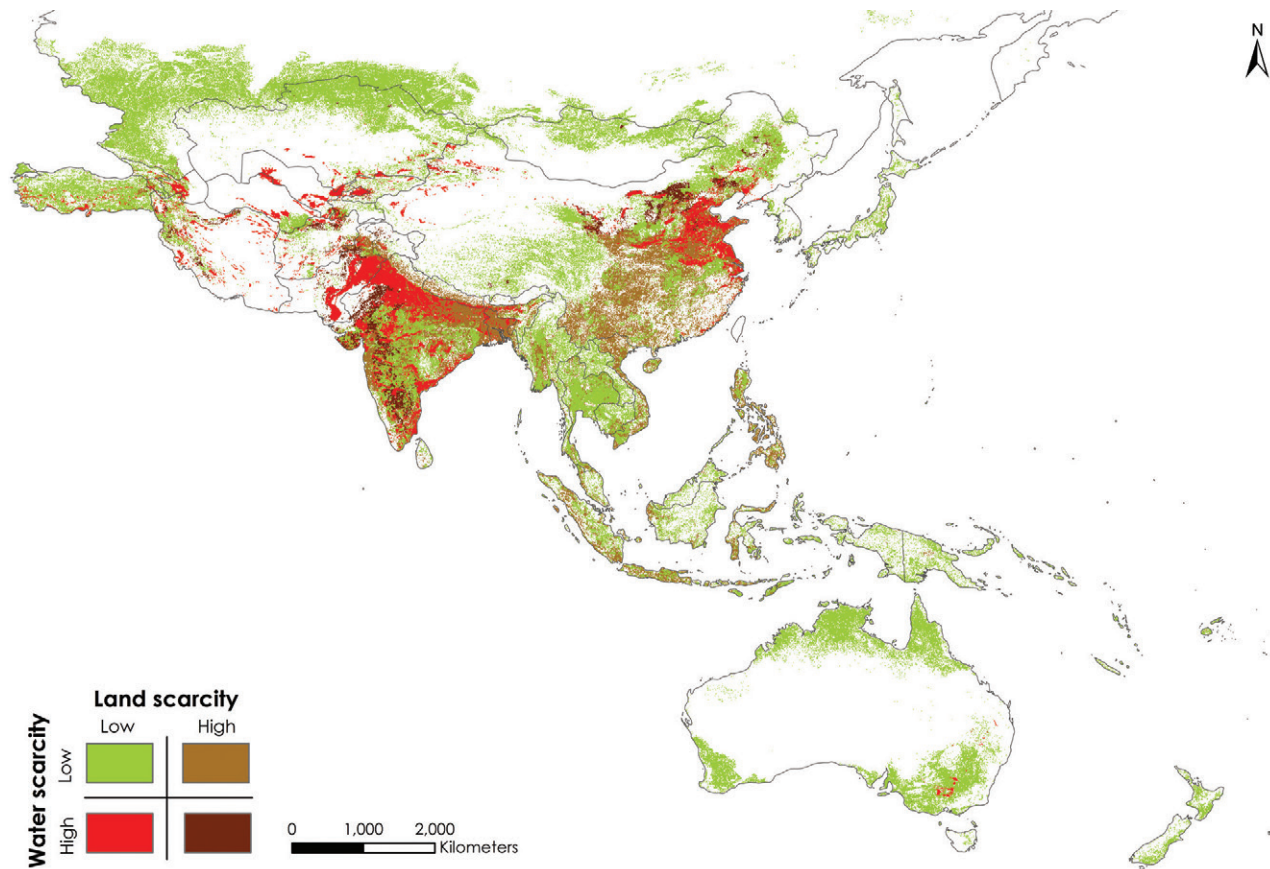 N
Land scarcity
Low High
Water scarcity
Low
High
0 1,000 2,000
Kilometers